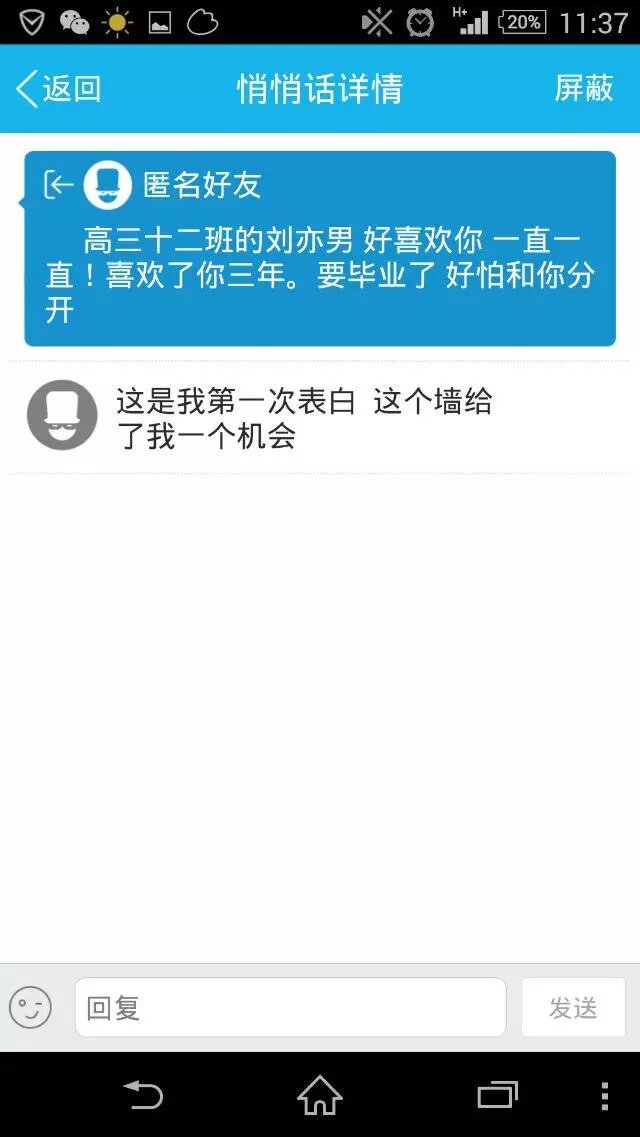 H+ 20% 11:37
返回 悄悄话详情 屏蔽
匿名好友
高三十二班的刘亦男 好喜欢你 一直一
直！喜欢了你三年。要毕业了 好怕和你分
开
这是我第一次表白 这个墙给
了我一个机会
回复 发送